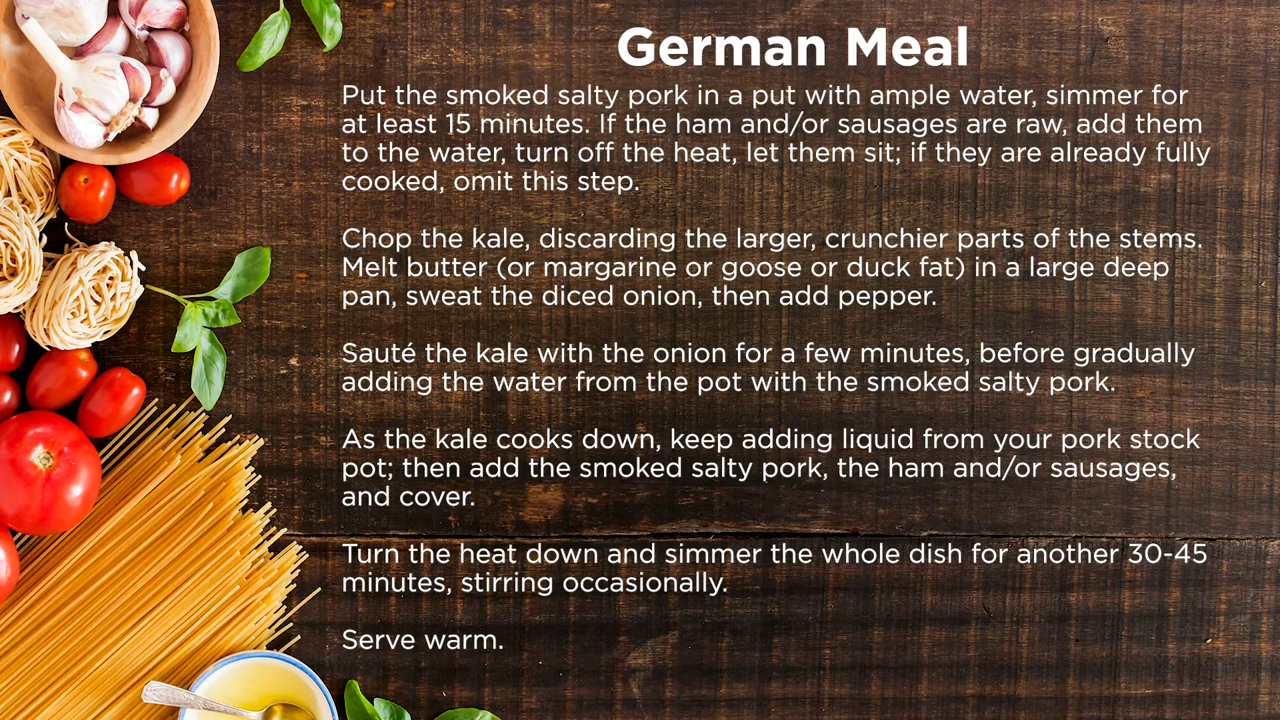 German Meal
Put the smoked salty pork in a put with ample water, simmer for
at least 15 minutes. If the ham and/or sausages are raw, add them
to the water, turn off the heat, let them sit; if they are already fully
cooked, omit this step.
Chop the kale, discarding the larger, crunchier parts of the stems.
Melt butter (or margarine or goose or duck fat) in a large deep
pan, sweat the diced onion, then add pepper.
Sauté the kale with the onion for a few minutes, before gradually
adding the water from the pot with the smoked salty pork.
As the kale cooks down, keep adding liquid from your pork stock
pot; then add the smoked salty pork, the ham and/or sausages,
and cover.
Turn the heat down and simmer the whole dish for another 30-45
minutes, stirring occasionally.
Serve warm.